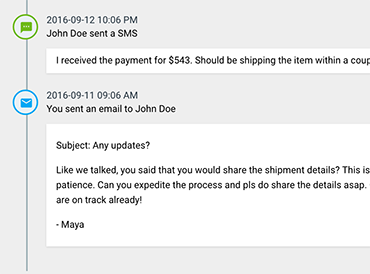 2016-09-12 10:06 PM
John Doe sent a SMS
I received the payment for $543. Should be shipping the item within a
2016-09-11 09:06 AM
You sent an email to John Doe
Subject: Any updates?
Like we talked, you said that you would share the shipment details? This is
patience. Can you expedite the process and pls do share the details asap.
are on track already!
- Maya